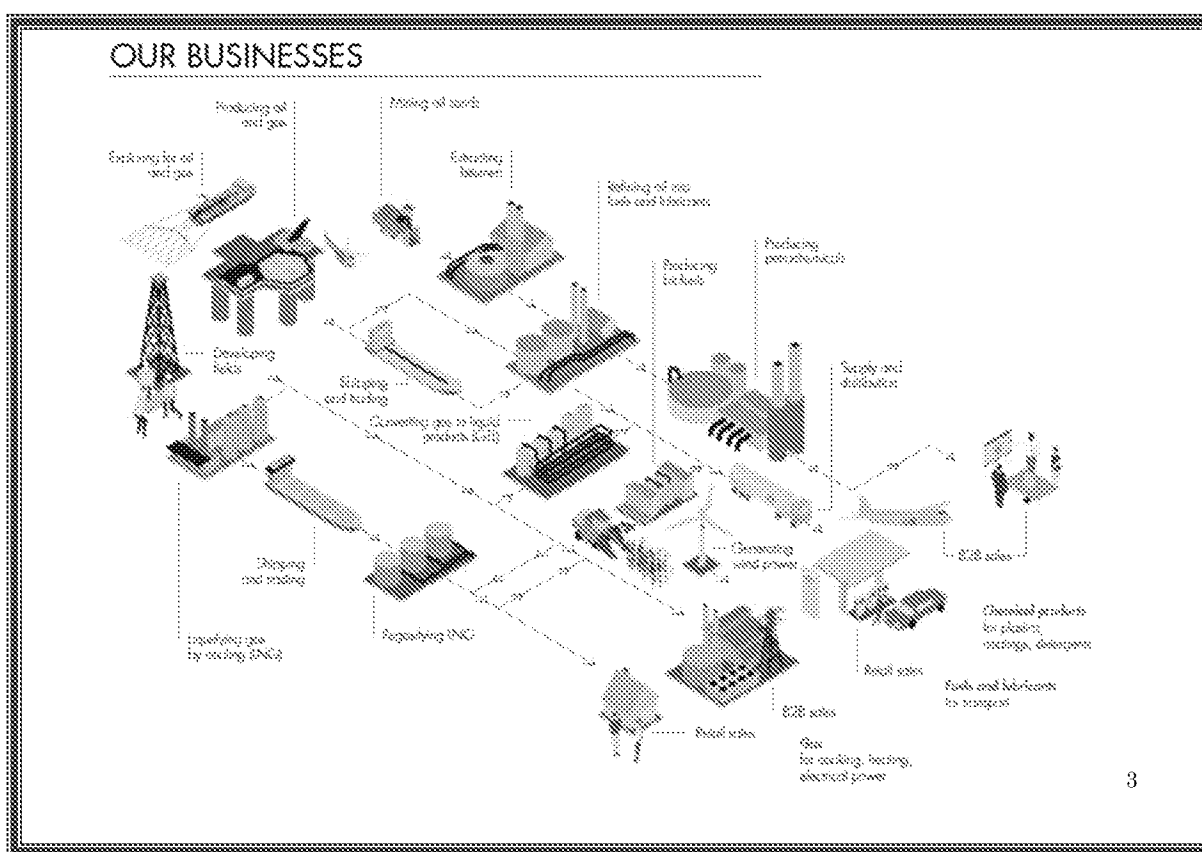 OUR BUSINESSES
Producing oil
and gas
Mining oil sands
Exploring for oil
and gas
Extracting
bitumen
Refining oil into
fuels and lubricants
Producing
petrochemicals
Producing
biofuels
Developing
fields
Shipping
and trading
Supply and
distribution
Converting gas to liquid
products (GTL)
Shipping
and trading
Generating
wind power
B2B sales
Liquefying gas
by cooling (LNG)
Regasifying (LNG)
Chemical products
for plastics,
coatings, detergents
Retail sales
Fuels and lubricants
for transport
Retail sales
B2B sales
Gas
for cooking, heating,
electrical power
3